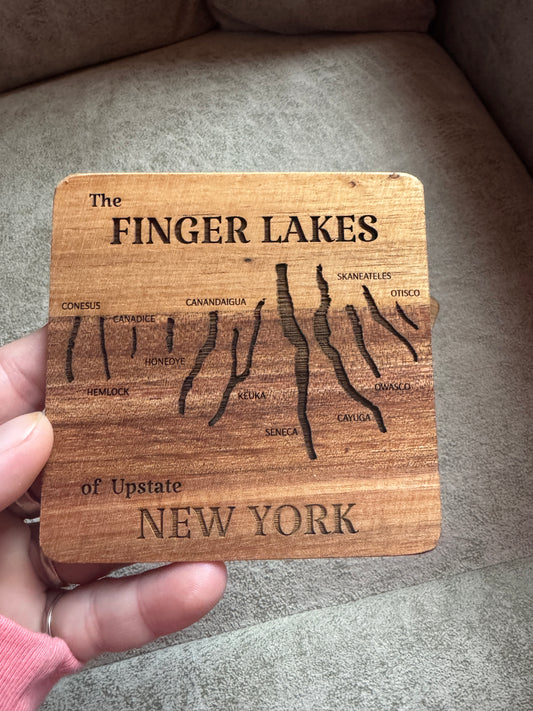 The
FINGER LAKES
SKANEATELES
OTISCO
CONESUS
CANANDAIGUA
CANADICE
HONEOYE
HEMLOCK
KEUKA
OWASCO
CAYUGA
SENECA
of Upstate
NEW YORK